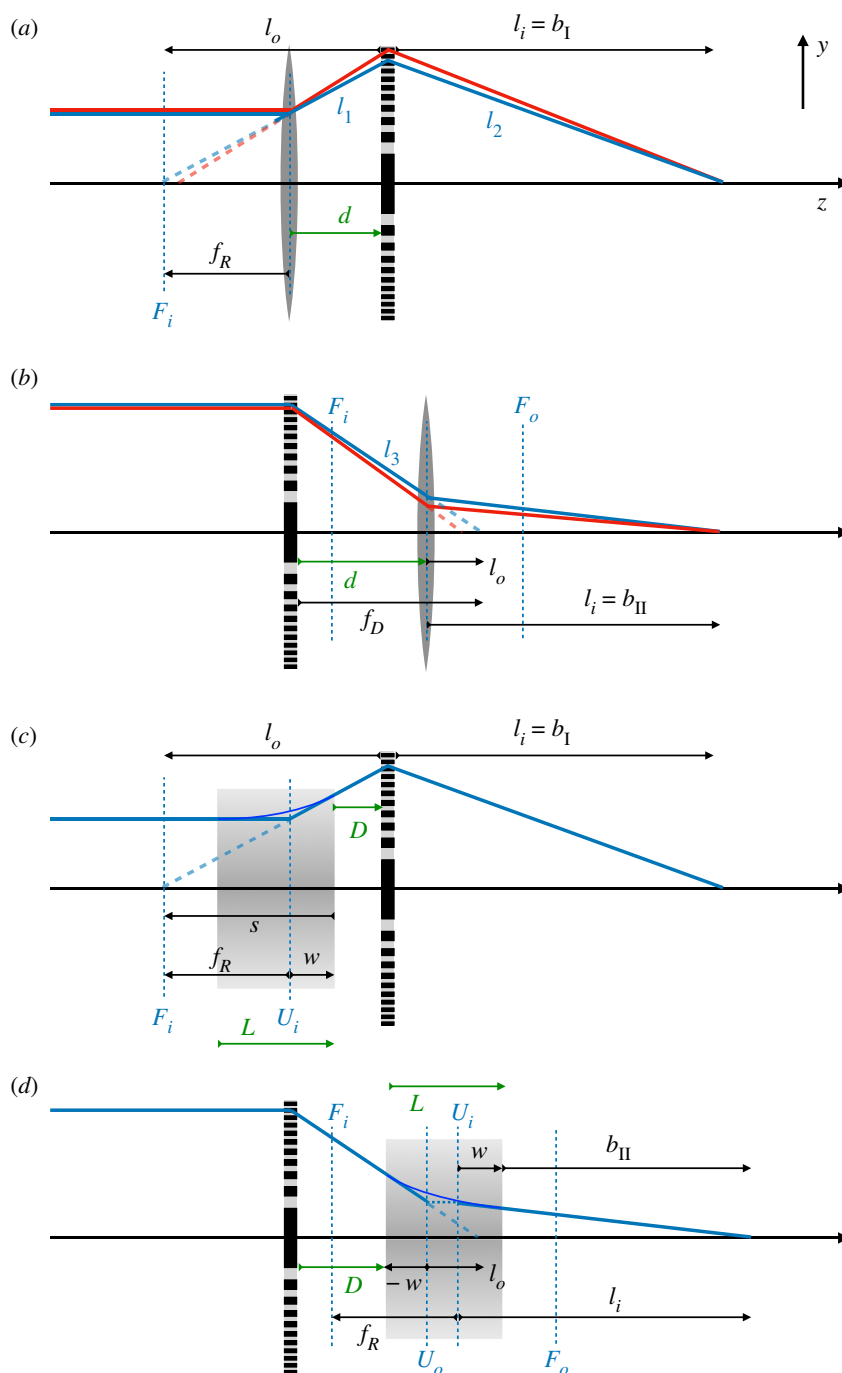 (a)
l_o
l_i = b_I
y
l_1
l_2
z
d
f_R
F_i
(b)
F_i
F_o
l_3
d
l_o
f_D
l_i = b_II
(c)
l_o
l_i = b_I
D
s
f_R
w
F_i
U_i
L
(d)
L
F_i
U_i
w
b_II
D
−w
l_o
f_R
l_i
U_o
F_o